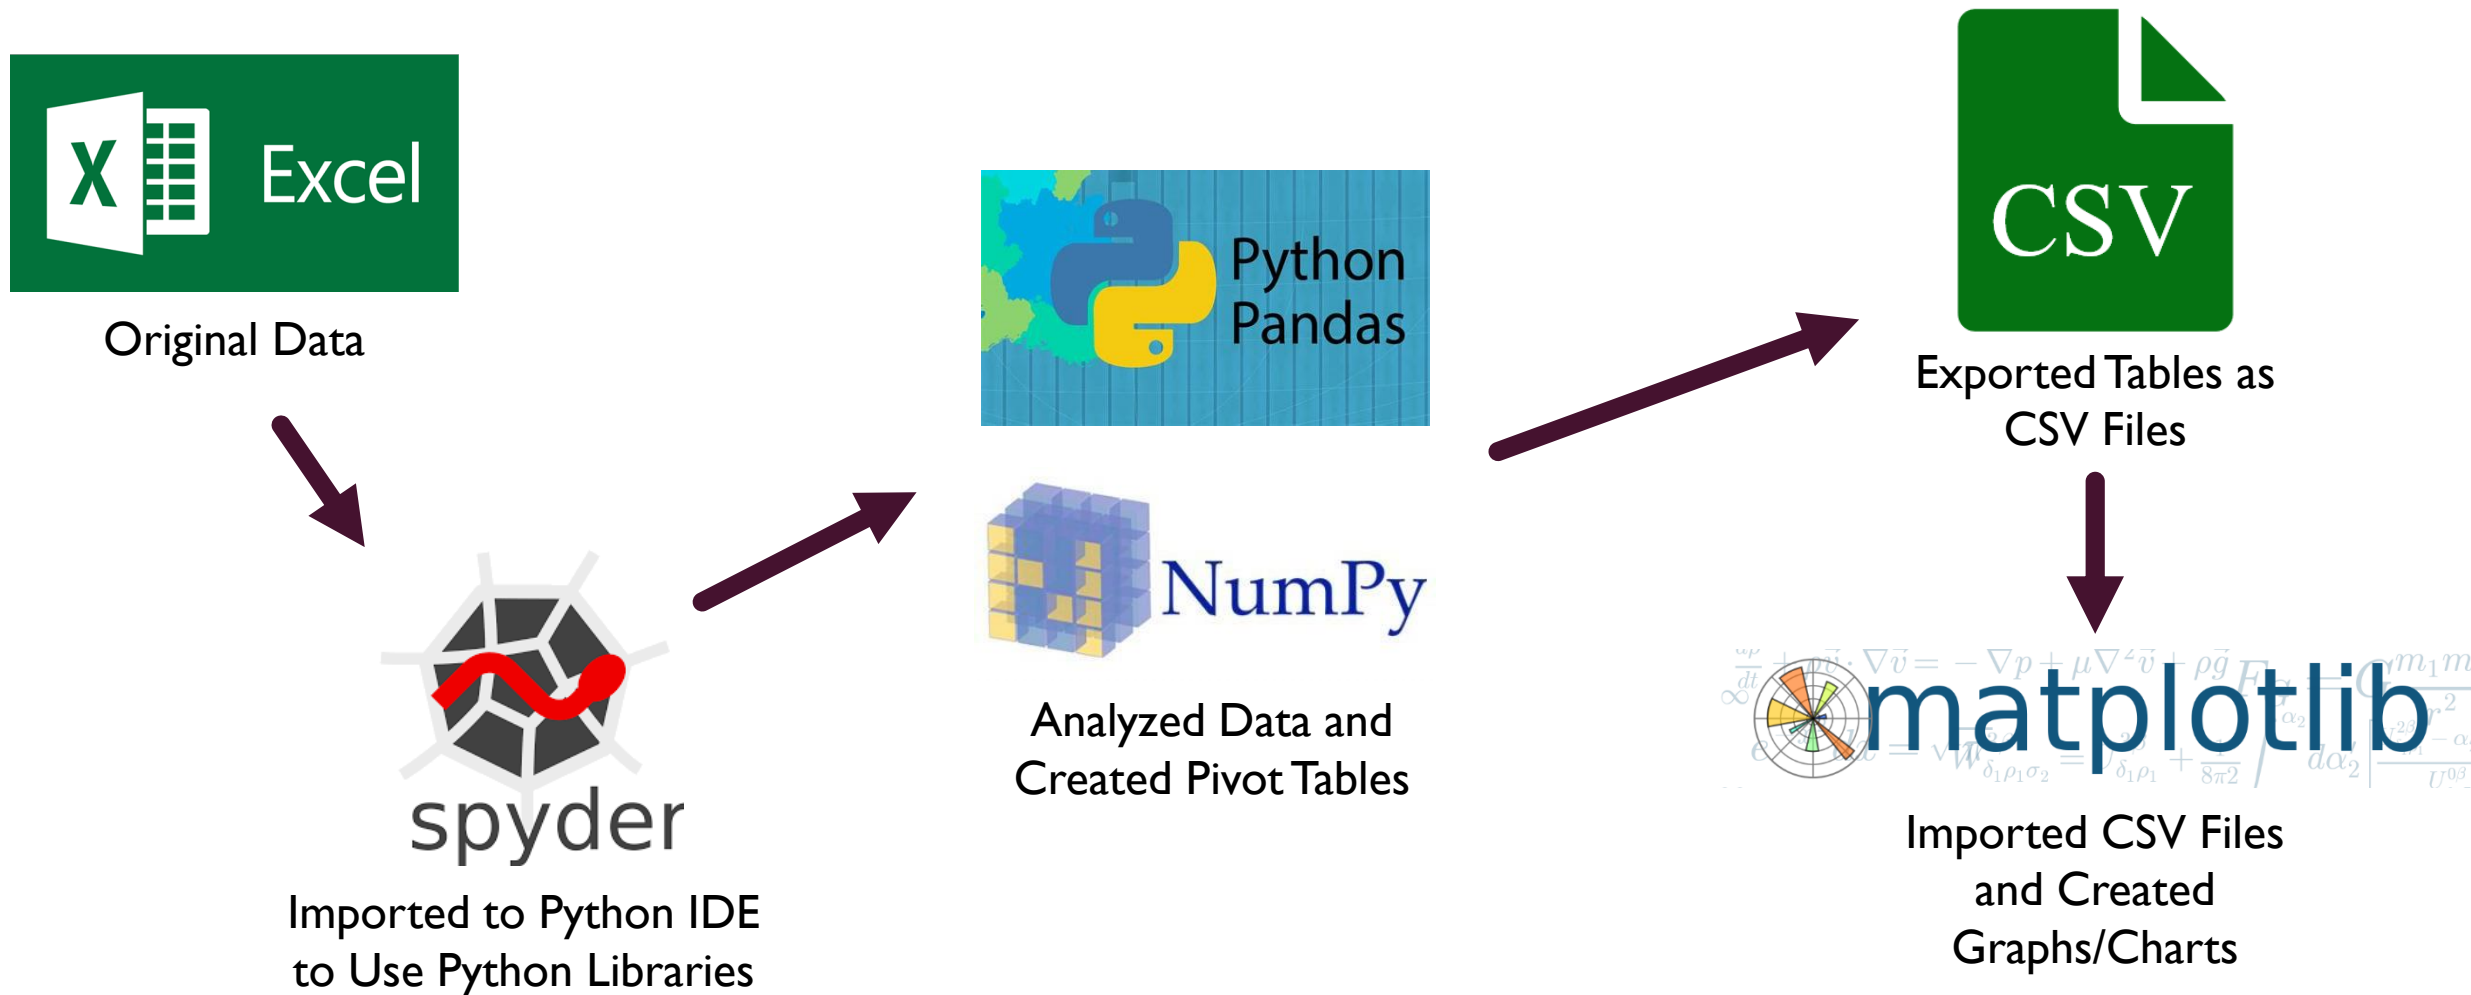 X
Excel
Original Data
spyder
Imported to Python IDE
to Use Python Libraries
Python
Pandas
NumPy
Analyzed Data and
Created Pivot Tables
CSV
Exported Tables as
CSV Files
matplotlib
Imported CSV Files
and Created
Graphs/Charts